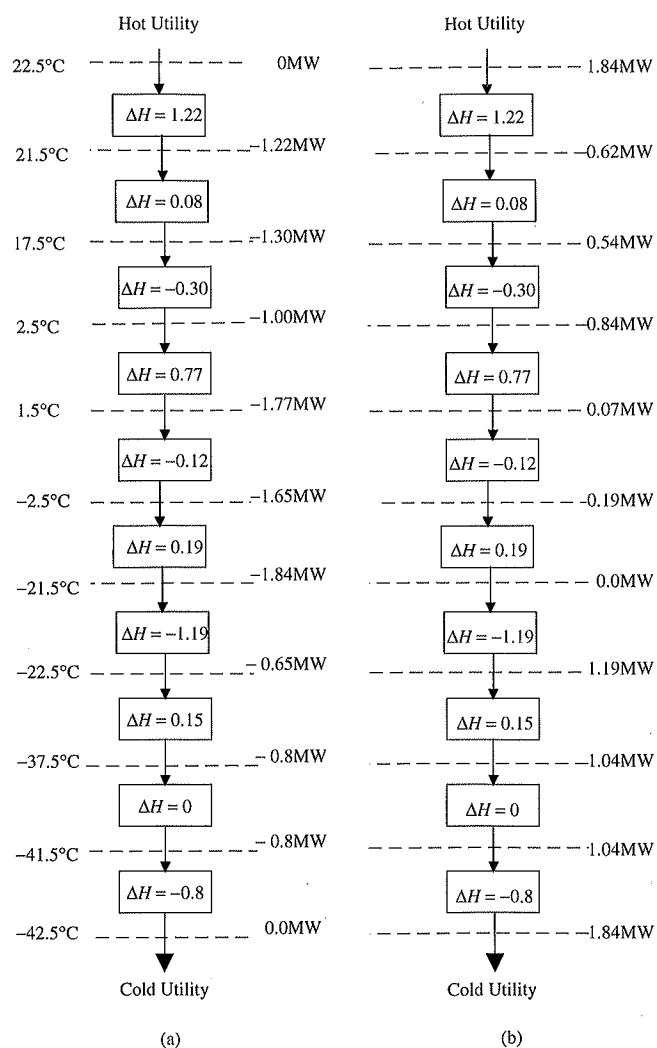 Hot Utility
22.5°C
0MW
ΔH = 1.22
21.5°C
–1.22MW
ΔH = 0.08
17.5°C
–1.30MW
ΔH = –0.30
2.5°C
–1.00MW
ΔH = 0.77
1.5°C
–1.77MW
ΔH = –0.12
–2.5°C
–1.65MW
ΔH = 0.19
–21.5°C
–1.84MW
ΔH = –1.19
–22.5°C
– 0.65MW
ΔH = 0.15
–37.5°C
– 0.8MW
ΔH = 0
–41.5°C
– 0.8MW
ΔH = –0.8
–42.5°C
0.0MW
Cold Utility
(a)
Hot Utility
1.84MW
ΔH = 1.22
0.62MW
ΔH = 0.08
0.54MW
ΔH = –0.30
0.84MW
ΔH = 0.77
0.07MW
ΔH = –0.12
0.19MW
ΔH = 0.19
0.0MW
ΔH = –1.19
1.19MW
ΔH = 0.15
1.04MW
ΔH = 0
1.04MW
ΔH = –0.8
1.84MW
Cold Utility
(b)